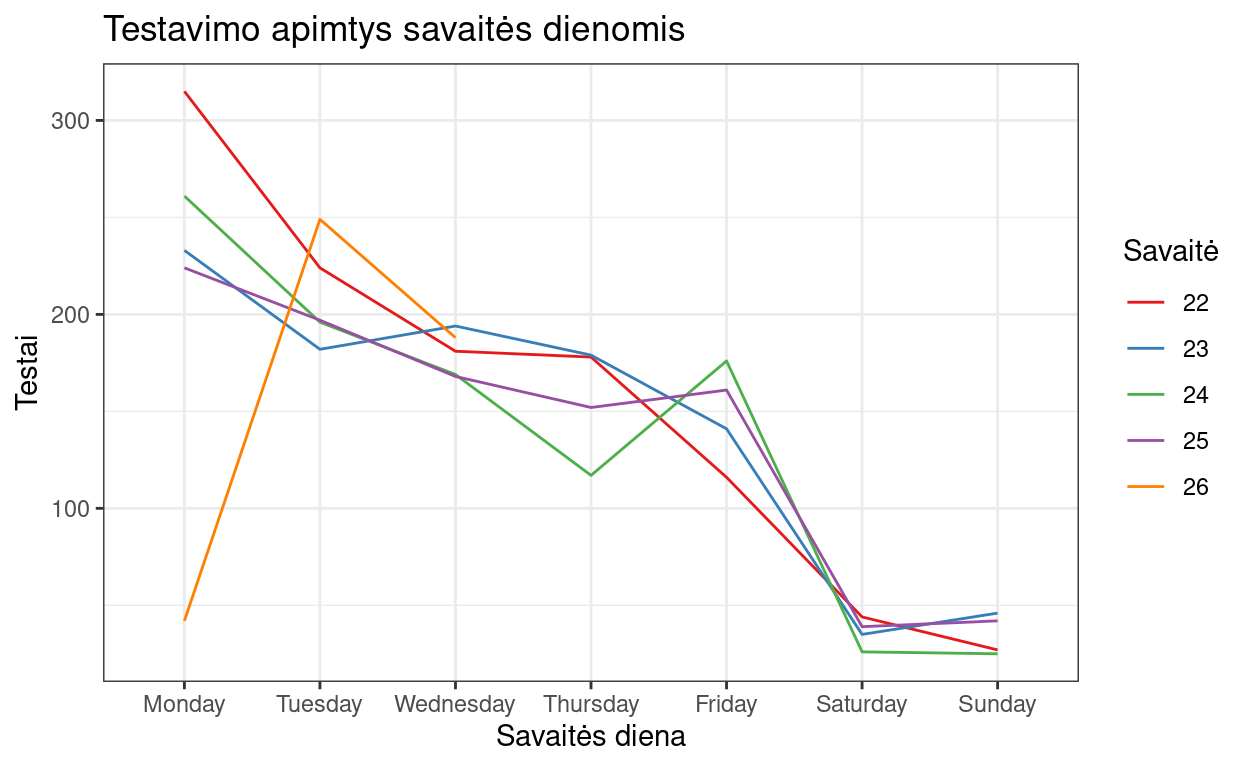 Testavimo apimtys savaitės dienomis
300
200
100
Testai
Monday Tuesday Wednesday Thursday Friday Saturday Sunday
Savaitės diena
Savaitė
22
23
24
25
26